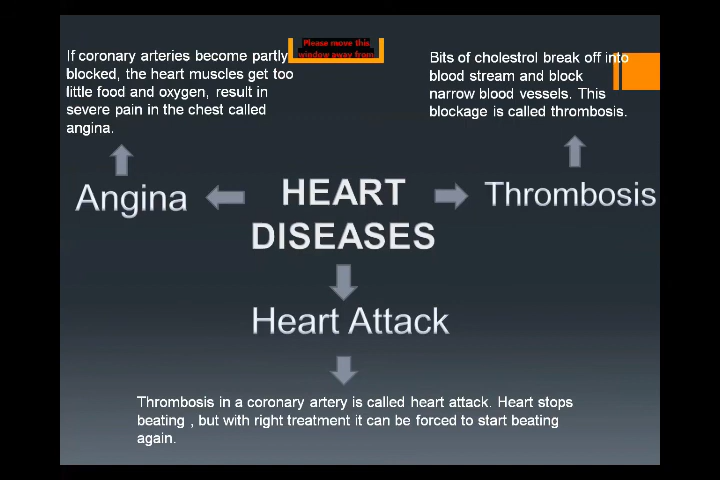 Please move this
window away from
If coronary arteries become partly
blocked, the heart muscles get too
little food and oxygen, result in
severe pain in the chest called
angina.
Bits of cholestrol break off into
blood stream and block
narrow blood vessels. This
blockage is called thrombosis.
Angina
HEART
DISEASES
Thrombosis
Heart Attack
Thrombosis in a coronary artery is called heart attack. Heart stops
beating , but with right treatment it can be forced to start beating
again.